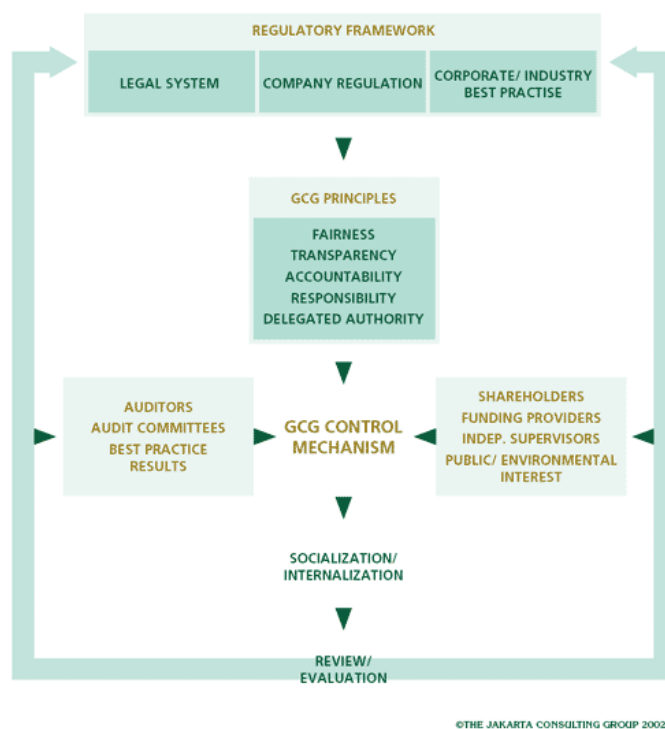 REGULATORY FRAMEWORK
LEGAL SYSTEM
COMPANY REGULATION
CORPORATE/ INDUSTRY
BEST PRACTISE
GCG PRINCIPLES
FAIRNESS
TRANSPARENCY
ACCOUNTABILITY
RESPONSIBILITY
DELEGATED AUTHORITY
AUDITORS
AUDIT COMMITTEES
BEST PRACTICE
RESULTS
GCG CONTROL
MECHANISM
SHAREHOLDERS
FUNDING PROVIDERS
INDEP. SUPERVISORS
PUBLIC/ ENVIRONMENTAL
INTEREST
SOCIALIZATION/
INTERNALIZATION
REVIEW/
EVALUATION
©THE JAKARTA CONSULTING GROUP 2002